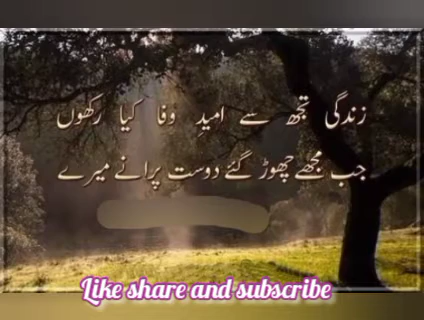 زندگی تجھ سے امیدِ وفا کیا رکھوں
جب مجھے چھوڑ گئے دوست پرانے میرے
Like share and subscribe